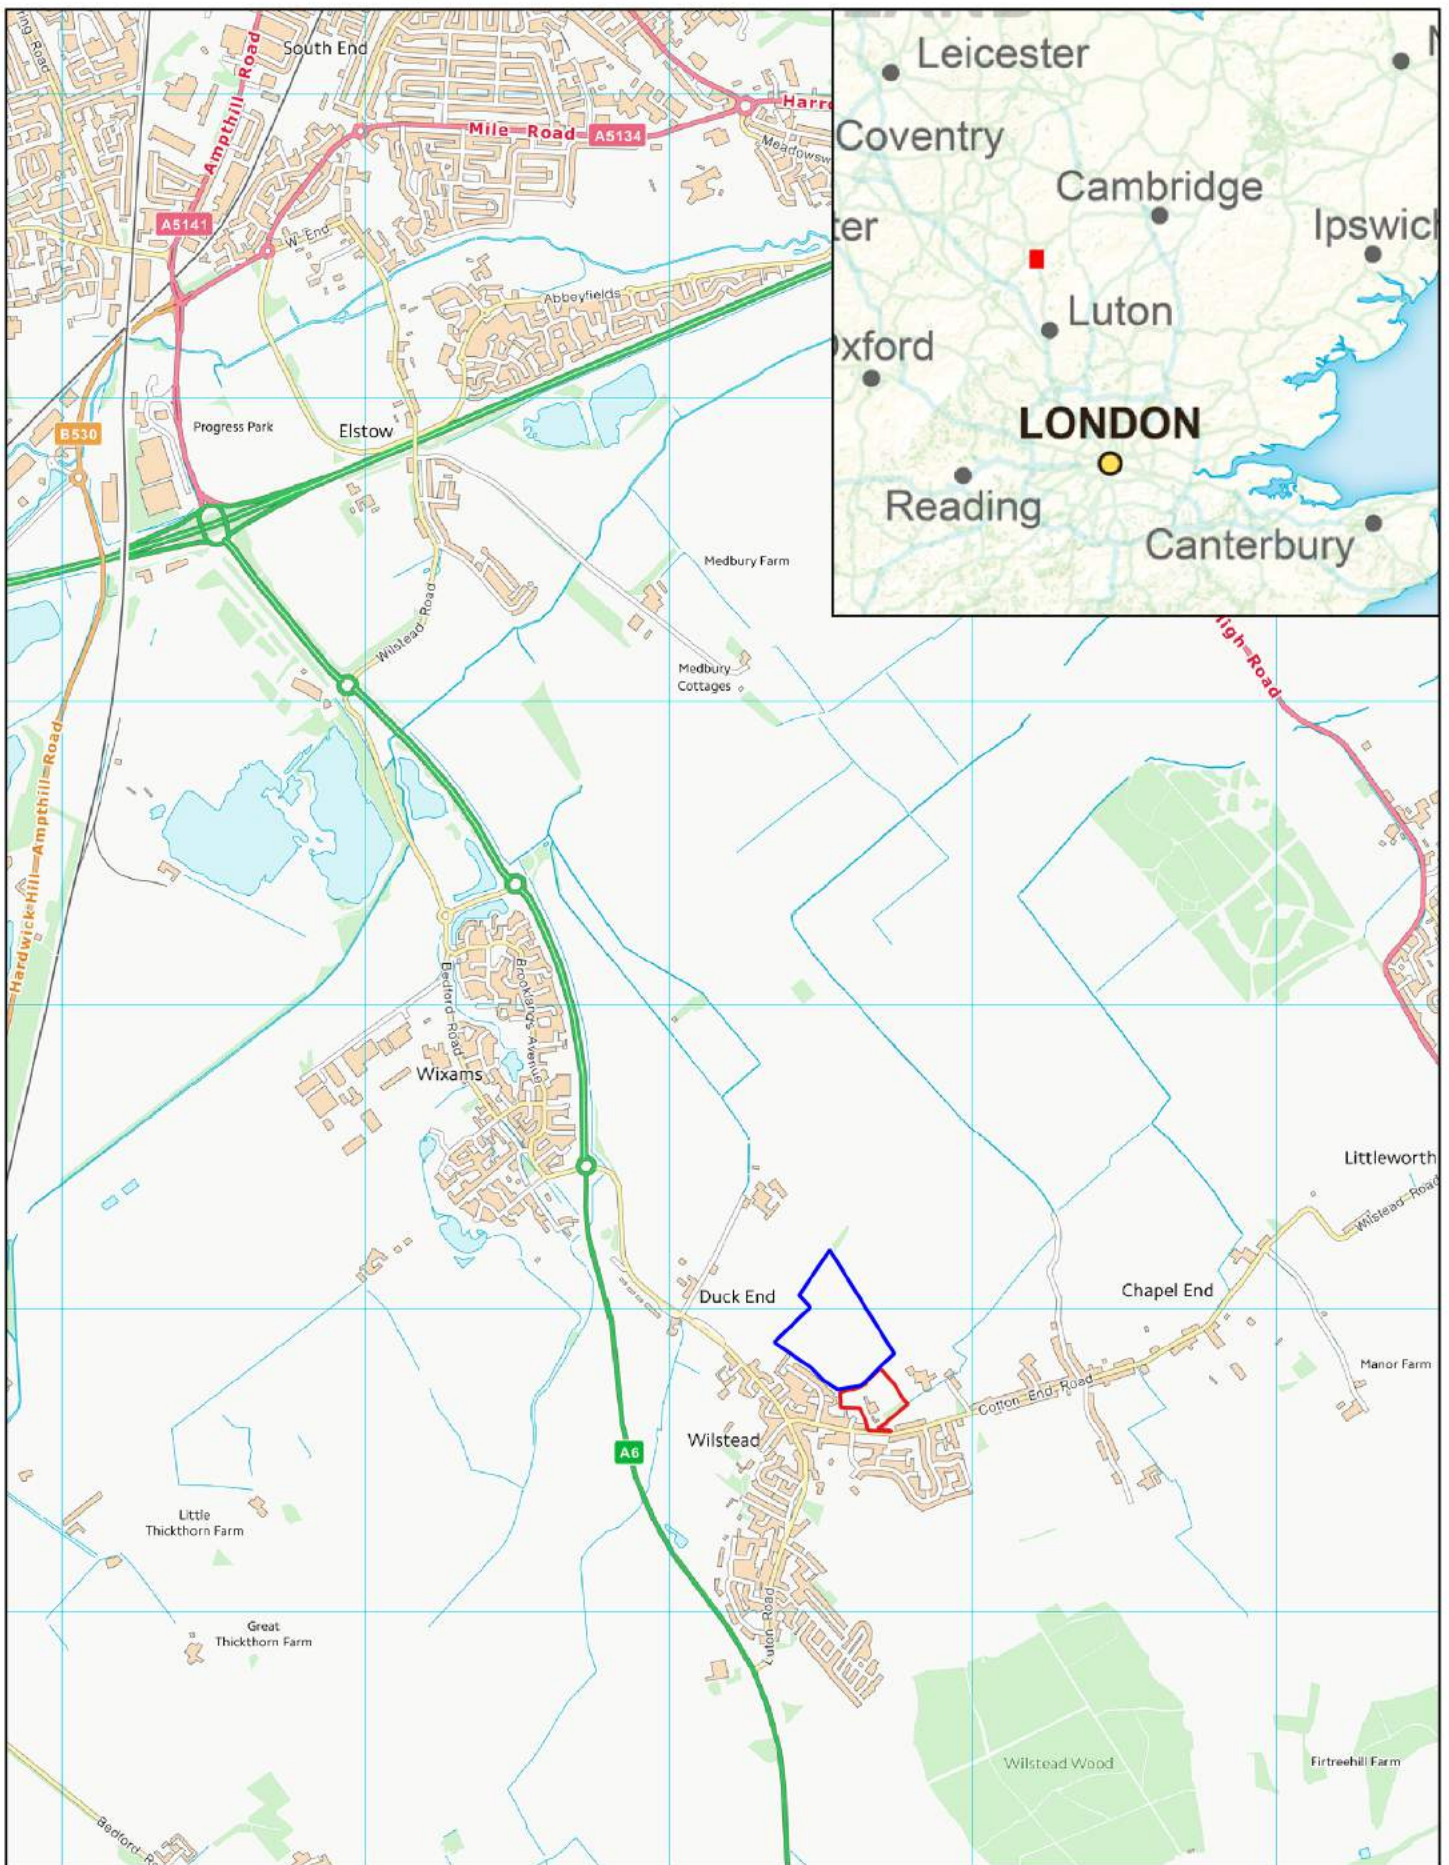 South End
Ampthill Road
Mile Road
A5134
Meadowsw
A5141
W End
Abbeyfields
B530
Progress Park
Elstow
Leicester
Coventry
Cambridge
ter
Ipswich
Luton
Oxford
LONDON
Reading
Canterbury
Medbury Farm
Wilstead Road
Medbury
Cottages
High Road
Hardwick Hill Ampthill Road
Bedford Road
Brooklands Avenue
Wixams
Littleworth
Wilstead Road
Duck End
Chapel End
Manor Farm
Cotton End Road
Wilstead
A6
Little
Thickthorn Farm
Great
Thickthorn Farm
Luton Road
Wilstead Wood
Firtreehill Farm
Bedford